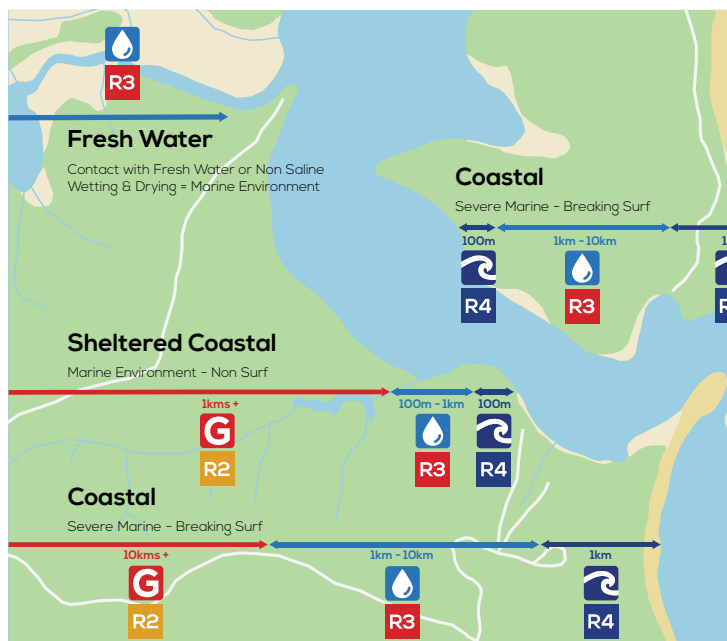 R3
Fresh Water
Contact with Fresh Water or Non Saline
Wetting & Drying = Marine Environment
Coastal
Severe Marine - Breaking Surf
100m
1km - 10km
1
R4
R3
R
Sheltered Coastal
Marine Environment - Non Surf
1kms +
100m - 1km
100m
G
R2
R3
R4
Coastal
Severe Marine - Breaking Surf
10kms +
1km - 10km
1km
G
R2
R3
R4